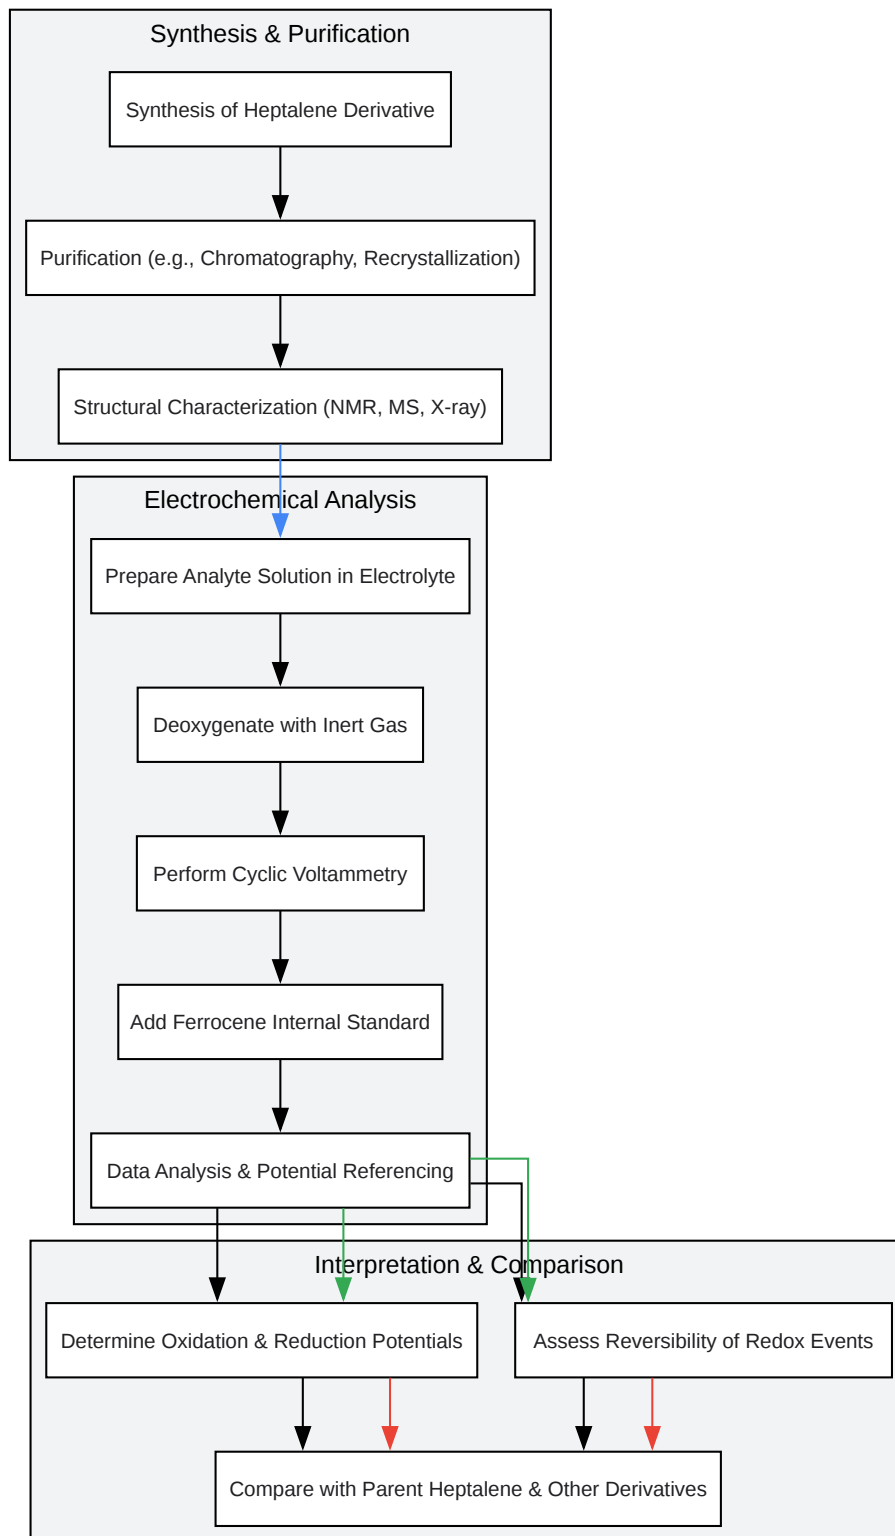 Synthesis & Purification
Synthesis of Heptalene Derivative
Purification (e.g., Chromatography, Recrystallization)
Structural Characterization (NMR, MS, X-ray)
Electrochemical Analysis
Prepare Analyte Solution in Electrolyte
Deoxygenate with Inert Gas
Perform Cyclic Voltammetry
Add Ferrocene Internal Standard
Data Analysis & Potential Referencing
Interpretation & Comparison
Determine Oxidation & Reduction Potentials
Assess Reversibility of Redox Events
Compare with Parent Heptalene & Other Derivatives